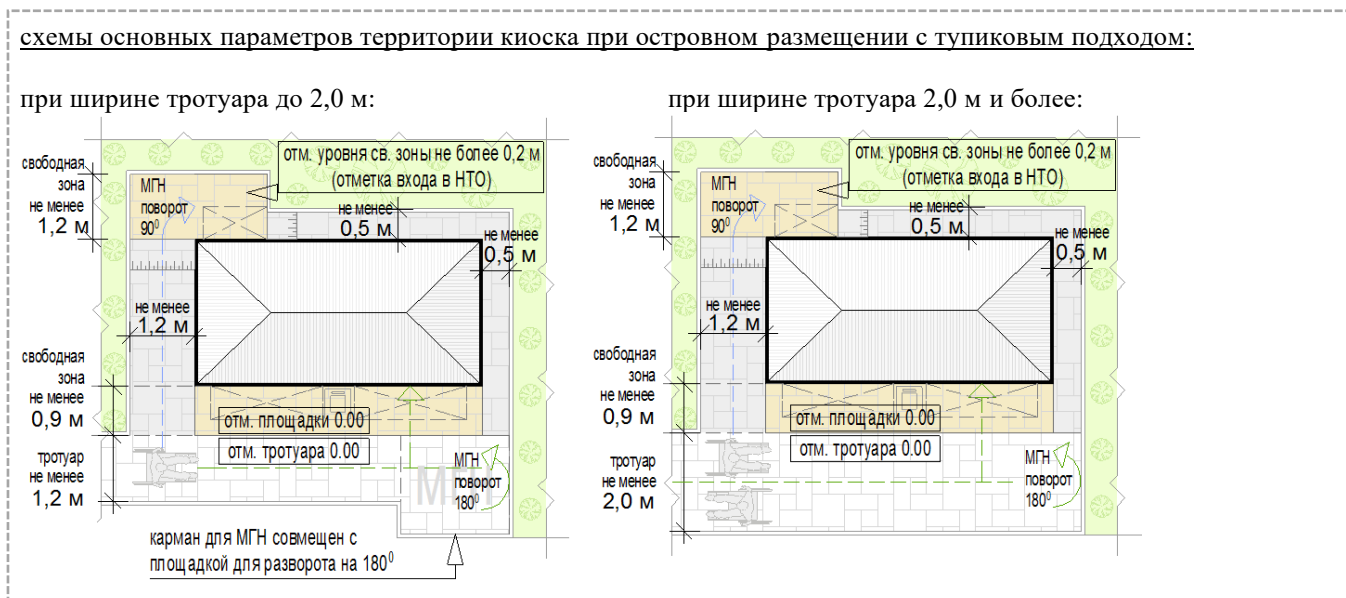 схемы основных параметров территории киоска при островном размещении с тупиковым подходом:
при ширине тротуара до 2,0 м:
свободная
зона
не менее
1,2 м
МГН
поворот
90⁰
отм. уровня св. зоны не более 0,2 м
(отметка входа в НТО)
не менее
0,5 м
не менее
0,5 м
не менее
1,2 м
свободная
зона
не менее
0,9 м
отм. площадки 0.00
отм. тротуара 0.00
тротуар
не менее
1,2 м
МГН
МГН
поворот
180⁰
карман для МГН совмещен с
площадкой для разворота на 180⁰
при ширине тротуара 2,0 м и более:
свободная
зона
не менее
1,2 м
МГН
поворот
90⁰
отм. уровня св. зоны не более 0,2 м
(отметка входа в НТО)
не менее
0,5 м
не менее
0,5 м
не менее
1,2 м
свободная
зона
не менее
0,9 м
отм. площадки 0.00
отм. тротуара 0.00
тротуар
не менее
2,0 м
МГН
поворот
180⁰